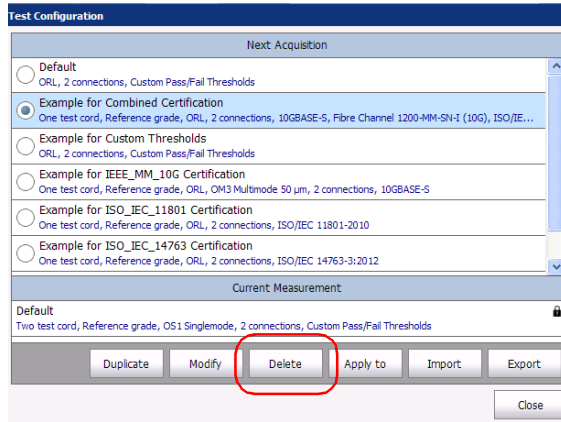 Test Configuration
Next Acquisition
Default
ORL, 2 connections, Custom Pass/Fail Thresholds
Example for Combined Certification
One test cord, Reference grade, ORL, 2 connections, 10GBASE-S, Fibre Channel 1200-MM-SN-I (10G), ISO/IE...
Example for Custom Thresholds
ORL, 2 connections, Custom Pass/Fail Thresholds
Example for IEEE_MM_10G Certification
One test cord, Reference grade, ORL, OM3 Multimode 50 µm, 2 connections, 10GBASE-S
Example for ISO_IEC_11801 Certification
One test cord, Reference grade, ORL, 2 connections, ISO/IEC 11801-2010
Example for ISO_IEC_14763 Certification
One test cord, Reference grade, ORL, 2 connections, ISO/IEC 14763-3:2012
Current Measurement
Default
Two test cord, Reference grade, OS1 Singlemode, 2 connections, Custom Pass/Fail Thresholds
Duplicate Modify Delete Apply to Import Export
Close